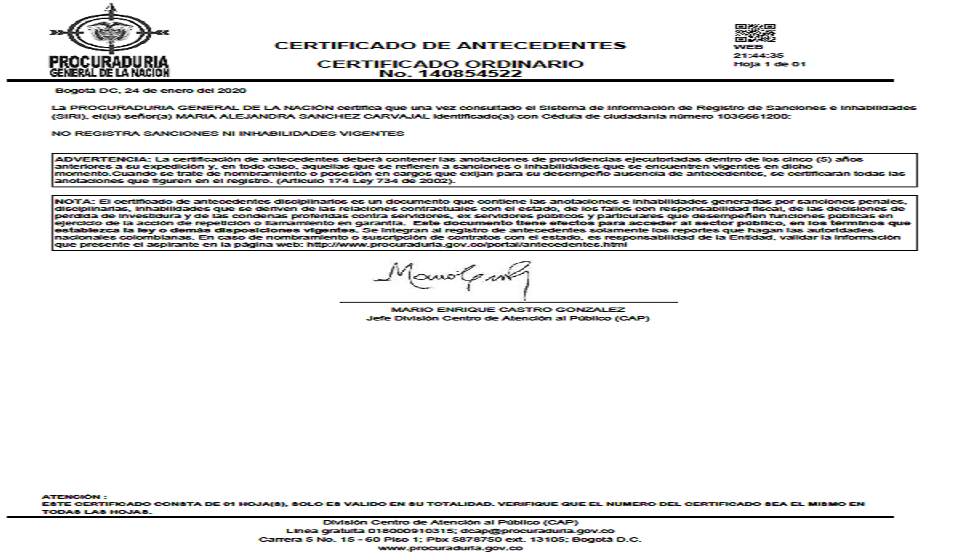 PROCURADURIA
GENERAL DE LA NACION
CERTIFICADO DE ANTECEDENTES
CERTIFICADO ORDINARIO
No. 140854522
WEB
21:44:35
Hoja 1 de 01
Bogotá DC, 24 de enero del 2020
La PROCURADURIA GENERAL DE LA NACIÓN certifica que una vez consultado el Sistema de Información de Registro de Sanciones e Inhabilidades
(SIRI), el(la) señor(a) MARIA ALEJANDRA SANCHEZ CARVAJAL identificado(a) con Cédula de ciudadanía número 1036661200:
NO REGISTRA SANCIONES NI INHABILIDADES VIGENTES
ADVERTENCIA: La certificación de antecedentes deberá contener las anotaciones de providencias ejecutoriadas dentro de los cinco (5) años
anteriores a su expedición y, en todo caso, aquellas que se refieren a sanciones o inhabilidades que se encuentren vigentes en dicho
momento.Cuando se trate de nombramiento o posesión en cargos que exijan para su desempeño ausencia de antecedentes, se certificarán todas las
anotaciones que figuren en el registro. (Artículo 174 Ley 734 de 2002).
NOTA: El certificado de antecedentes disciplinarios es un documento que contiene las anotaciones e inhabilidades generadas por sanciones penales,
disciplinarias, inhabilidades que se deriven de las relaciones contractuales con el estado, de los fallos con responsabilidad fiscal, de las decisiones de
perdida de investidura y de las condenas proferidas contra servidores, ex servidores públicos y particulares que desempeñen funciones públicas en
ejercicio de la acción de repetición o llamamiento en garantía. Este documento tiene efectos para acceder al sector público, en los términos que
establezca la ley o demás disposiciones vigentes. Se integran al registro de antecedentes solamente los reportes que hagan las autoridades
nacionales colombianas. En caso de nombramiento o suscripción de contratos con el estado, es responsabilidad de la Entidad, validar la información
que presente el aspirante en la página web: http://www.procuraduria.gov.co/portal/antecedentes.html
MARIO ENRIQUE CASTRO GONZALEZ
Jefe División Centro de Atención al Público (CAP)
ATENCIÓN :
ESTE CERTIFICADO CONSTA DE 01 HOJA(S), SOLO ES VALIDO EN SU TOTALIDAD. VERIFIQUE QUE EL NUMERO DEL CERTIFICADO SEA EL MISMO EN
TODAS LAS HOJAS.
División Centro de Atención al Público (CAP)
Línea gratuita 018000910315; dcap@procuraduria.gov.co
Carrera 5 No. 15 - 60 Piso 1; Pbx 5878750 ext. 13105; Bogotá D.C.
www.procuraduria.gov.co